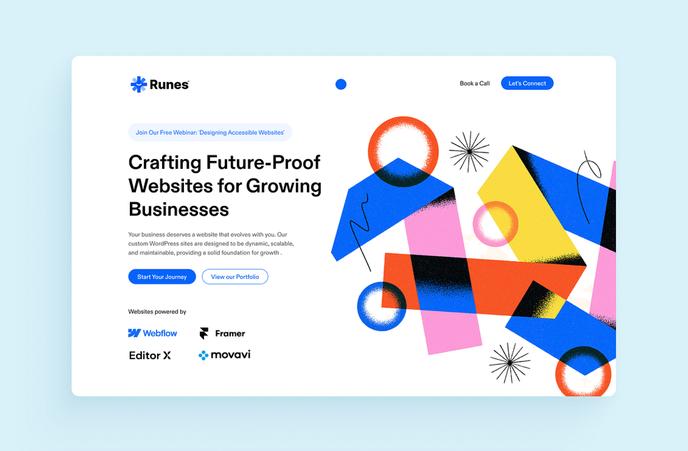 Runes
Book a Call
Let's Connect
Join Our Free Webinar: 'Designing Accessible Websites'
Crafting Future-Proof
Websites for Growing
Businesses
Your business deserves a website that evolves with you. Our
custom WordPress sites are designed to be dynamic, scalable,
and maintainable, providing a solid foundation for growth .
Start Your Journey
View our Portfolio
Websites powered by
Webflow
Framer
Editor X
movavi